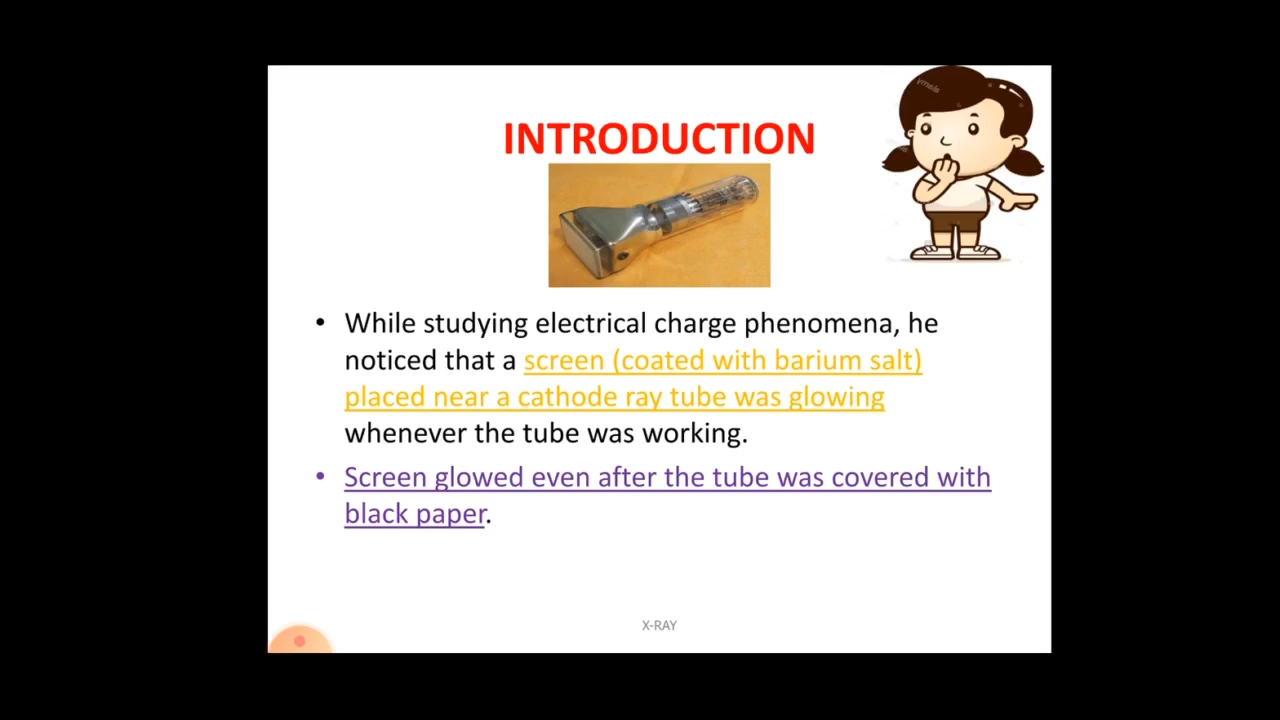 INTRODUCTION
• While studying electrical charge phenomena, he
noticed that a screen (coated with barium salt)
placed near a cathode ray tube was glowing
whenever the tube was working.
• Screen glowed even after the tube was covered with
black paper.
X-RAY